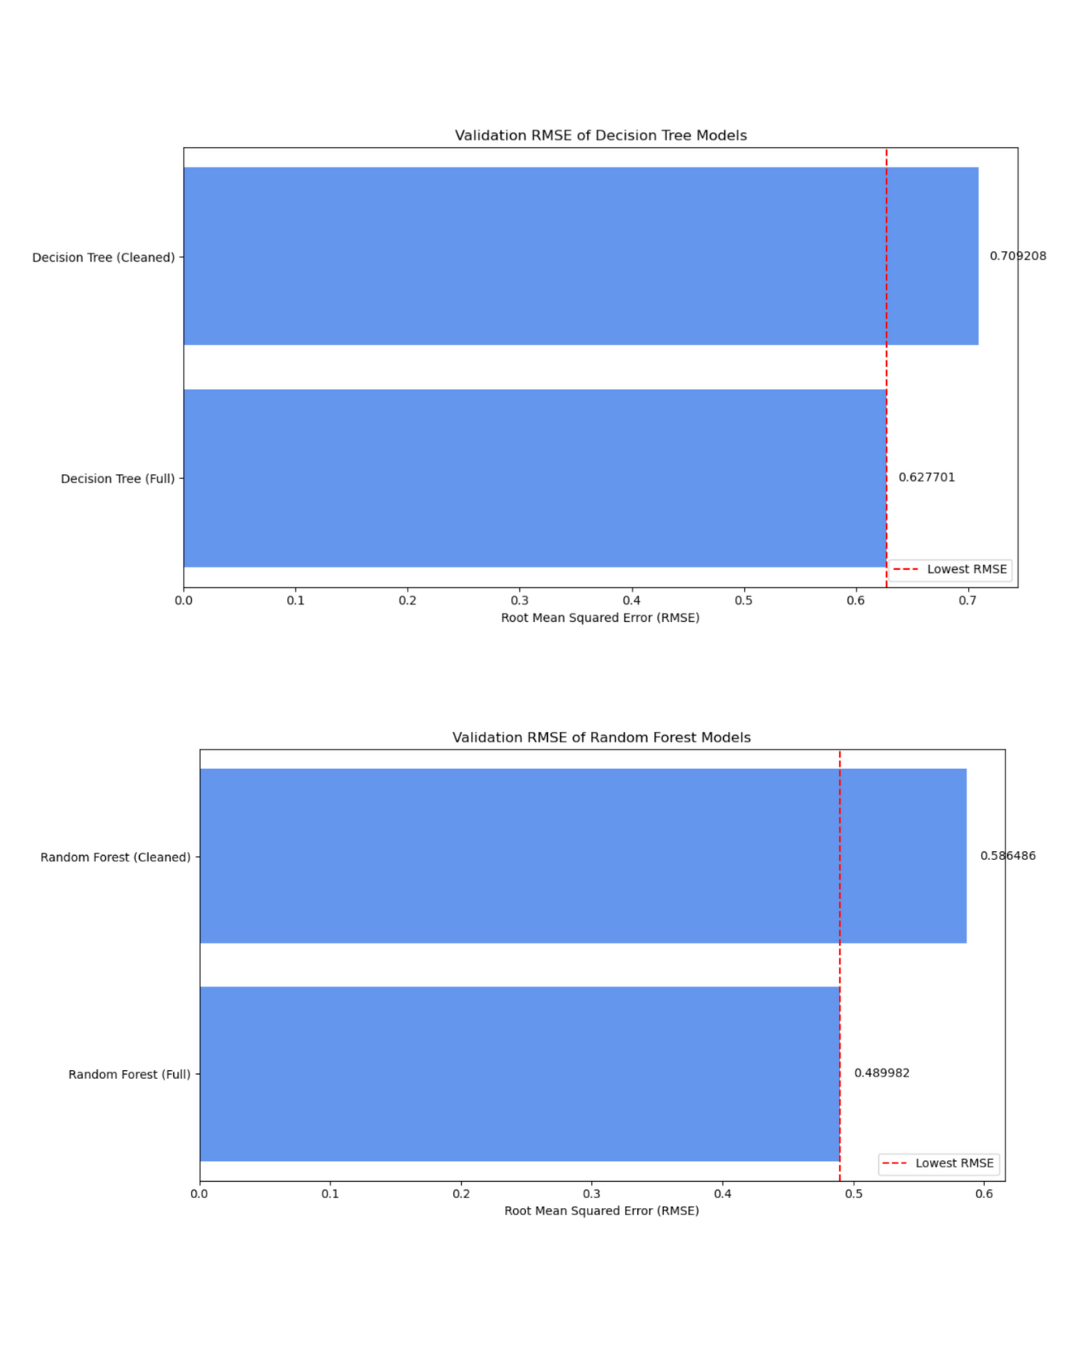 Validation RMSE of Decision Tree Models
Decision Tree (Cleaned)
0.709208
Decision Tree (Full)
0.627701
Lowest RMSE
0.0 0.1 0.2 0.3 0.4 0.5 0.6 0.7
Root Mean Squared Error (RMSE)
Validation RMSE of Random Forest Models
Random Forest (Cleaned)
0.586486
Random Forest (Full)
0.489982
Lowest RMSE
0.0 0.1 0.2 0.3 0.4 0.5 0.6
Root Mean Squared Error (RMSE)